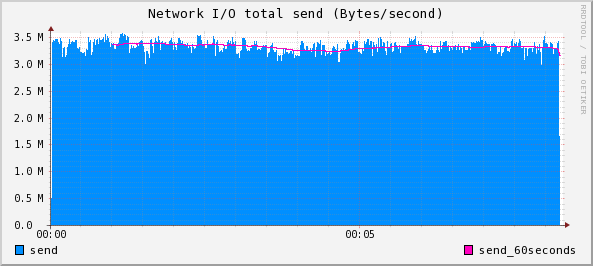 Network I/O total send (Bytes/second)
3.5 M
3.0 M
2.5 M
2.0 M
1.5 M
1.0 M
0.5 M
0.0
00:00 00:05
send send_60seconds
RRDTOOL / TOBI OETIKER